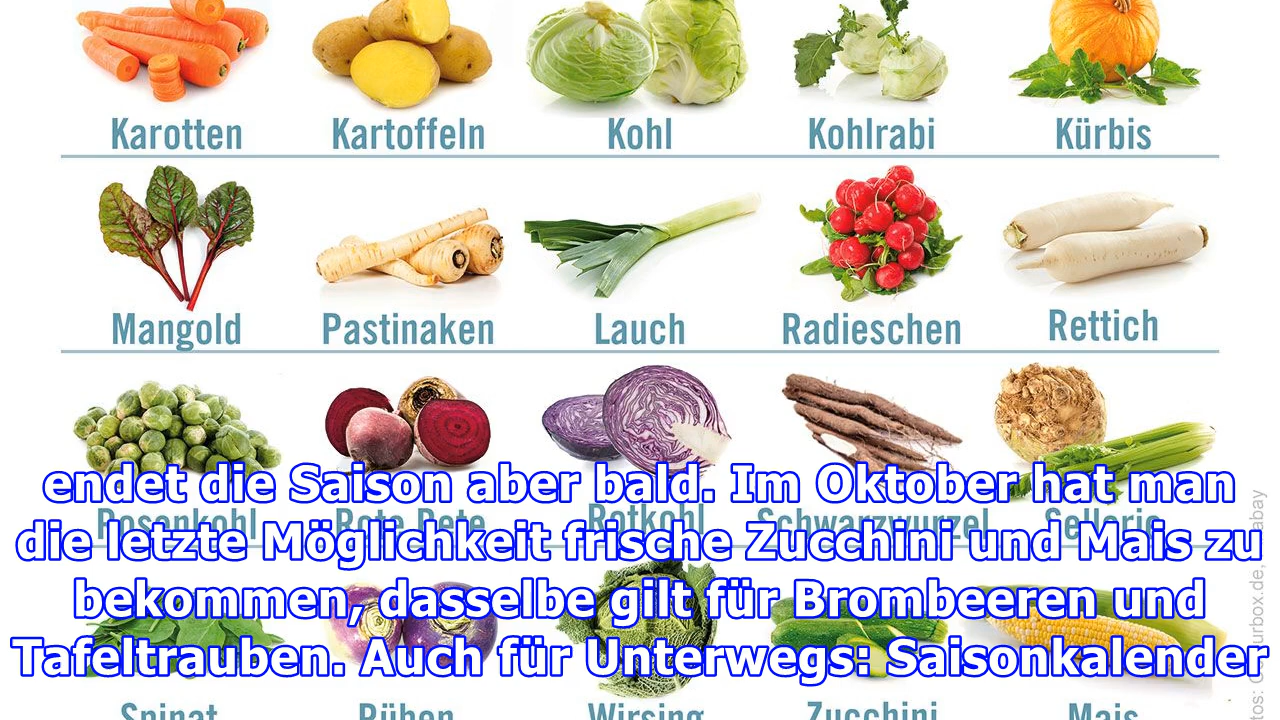 Karotten Kartoffeln Kohl Kohlrabi Kürbis
Mangold Pastinaken Lauch Radieschen Rettich
Rosenkohl Rote Bete Rotkohl Schwarzwurzel Sellerie
endet die Saison aber bald. Im Oktober hat man
die letzte Möglichkeit frische Zucchini und Mais zu
bekommen, dasselbe gilt für Brombeeren und
Tafeltrauben. Auch für Unterwegs: Saisonkalender
Spinat Rüben Wirsing Zucchini Mais